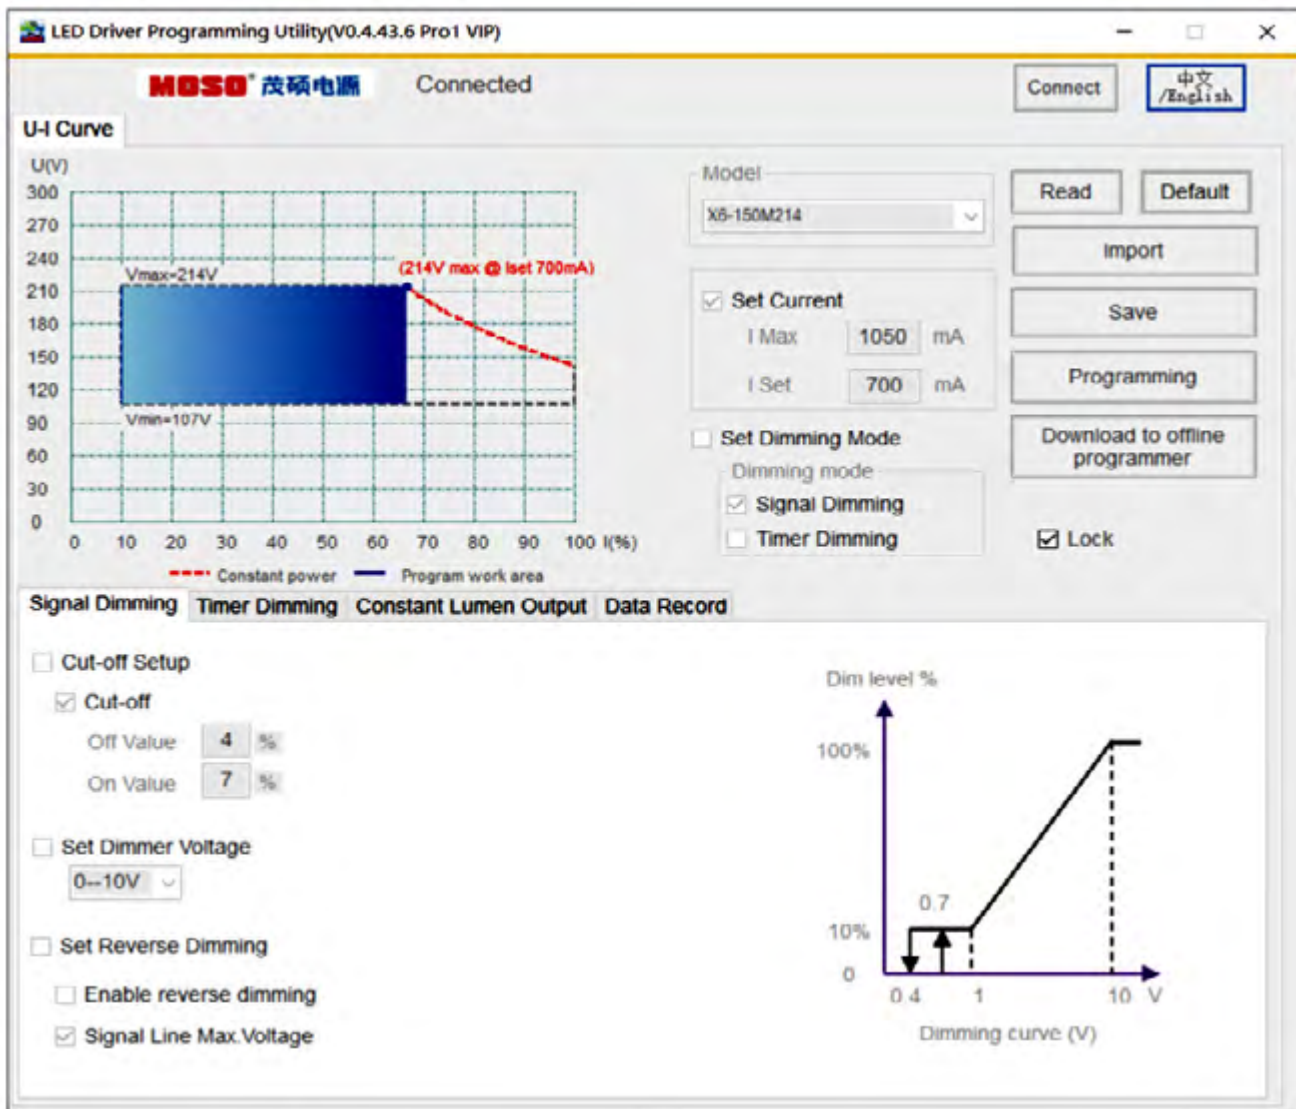 LED Driver Programming Utility(V0.4.43.6 Pro1 VIP)
MOSO® 茂硕电源
Connected
Connect
中文
/English
U-I Curve
U(V)
300
270
240
210
180
150
120
90
60
30
0
Vmax=214V
(214V max @ Iset 700mA)
Vmin=107V
0 10 20 30 40 50 60 70 80 90 100 I(%)
Constant power
Program work area
Model
X6-150M214
Set Current
I Max 1050 mA
I Set 700 mA
Set Dimming Mode
Dimming mode
Signal Dimming
Timer Dimming
Read
Default
Import
Save
Programming
Download to offline
programmer
Lock
Signal Dimming Timer Dimming Constant Lumen Output Data Record
Cut-off Setup
Cut-off
Off Value 4 %
On Value 7 %
Set Dimmer Voltage
0--10V
Set Reverse Dimming
Enable reverse dimming
Signal Line Max.Voltage
Dim level %
100%
0.7
10%
0
0.4 1 10 V
Dimming curve (V)